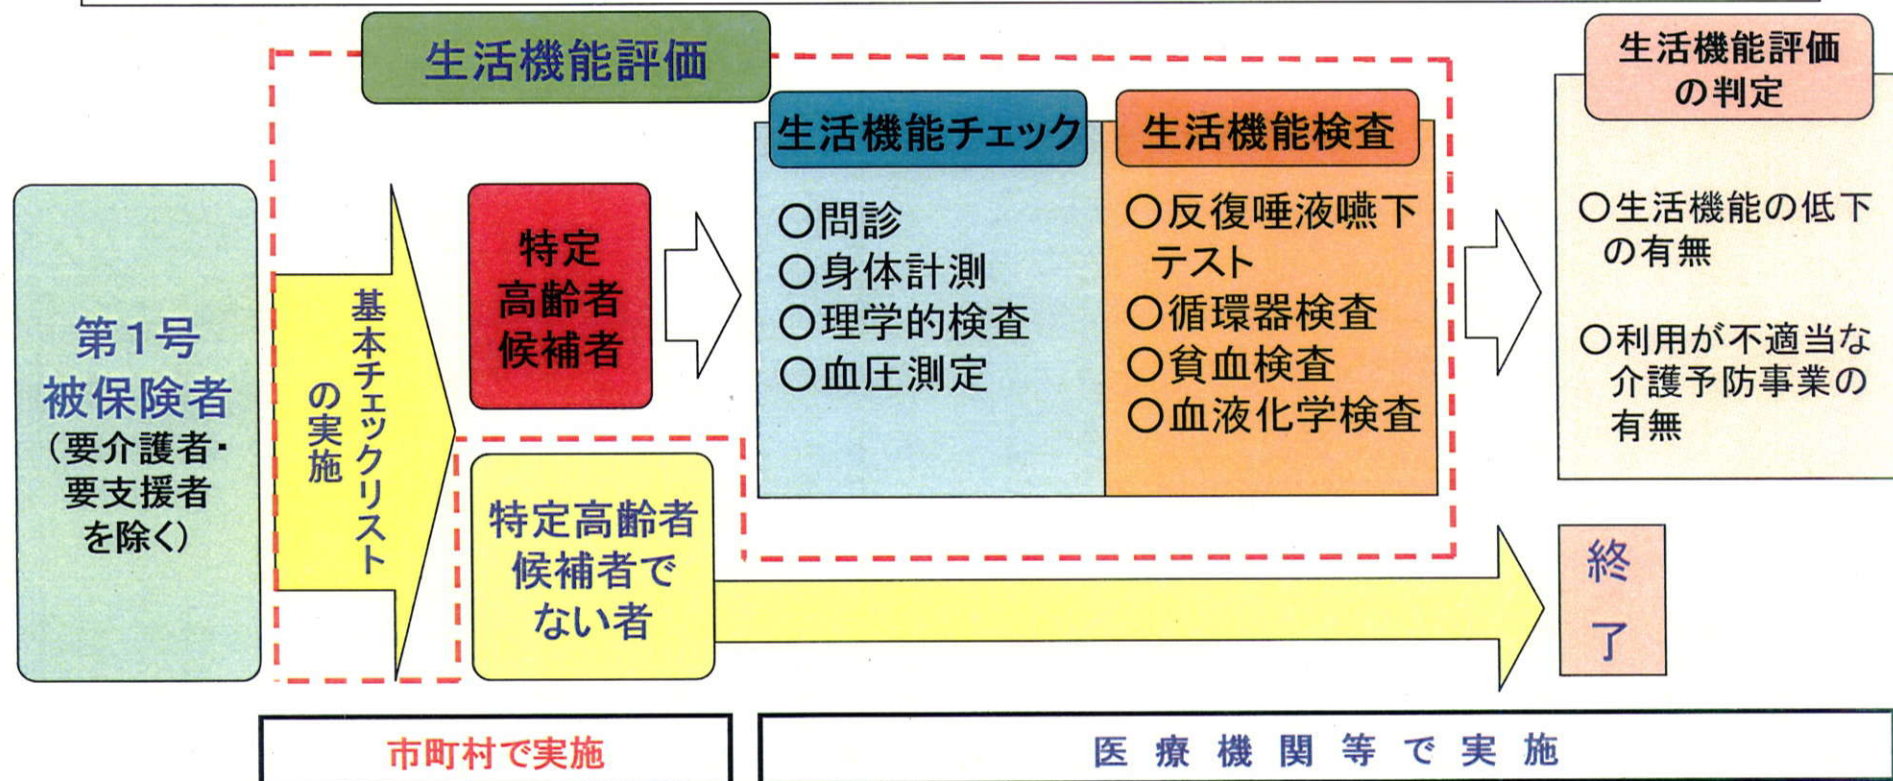 生活機能評価
第1号
被保険者
(要介護者・
要支援者
を除く)
基本チェックリスト
の実施
特定
高齢者
候補者
特定高齢者
候補者で
ない者
生活機能チェック
○問診
○身体計測
○理学的検査
○血圧測定
生活機能検査
○反復唾液嚥下
テスト
○循環器検査
○貧血検査
○血液化学検査
生活機能評価
の判定
○生活機能の低下
の有無
○利用が不適当な
介護予防事業の
有無
終
了
市町村で実施
医療機関等で実施